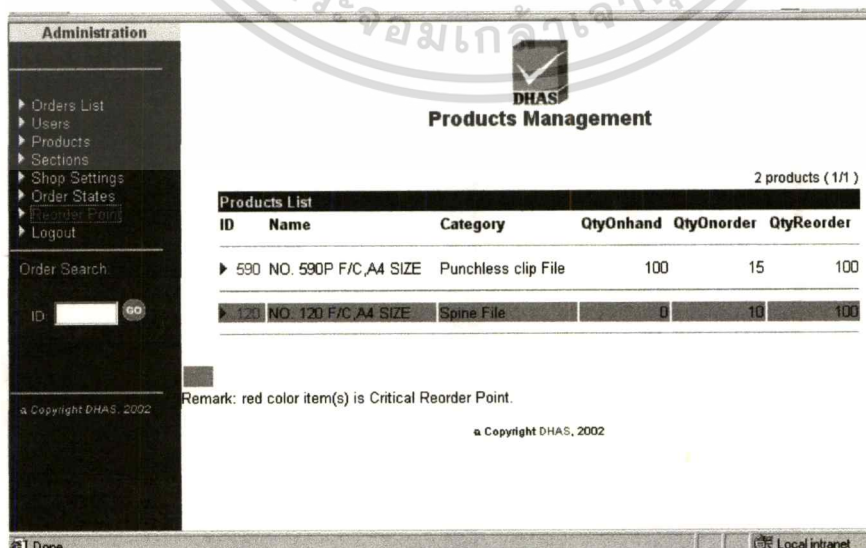 Administration
Orders List
Users
Products
Sections
Shop Settings
Order States
Reorder Point
Logout
Order Search:
ID
GO
a Copyright DHAS. 2002
DHAS
Products Management
2 products ( 1/1 )
Products List
ID Name Category QtyOnhand QtyOnorder QtyReorder
590 NO. 590P F/C,A4 SIZE Punchless clip File 100 15 100
120 NO. 120 F/C,A4 SIZE Spine File 0 10 100
Remark: red color item(s) is Critical Reorder Point.
a Copyright DHAS, 2002
Done
Local intranet